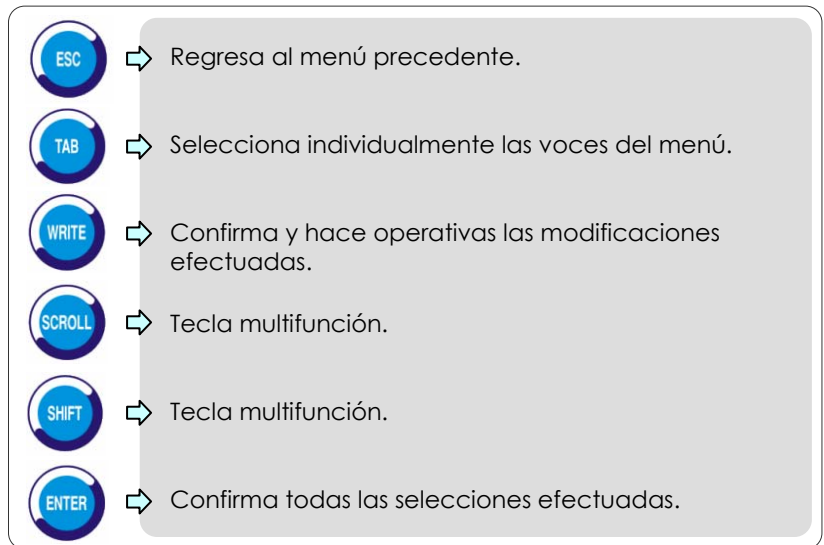 ESC
Regresa al menú precedente.
TAB
Selecciona individualmente las voces del menú.
WRITE
Confirma y hace operativas las modificaciones
efectuadas.
SCROLL
Tecla multifunción.
SHIFT
Tecla multifunción.
ENTER
Confirma todas las selecciones efectuadas.